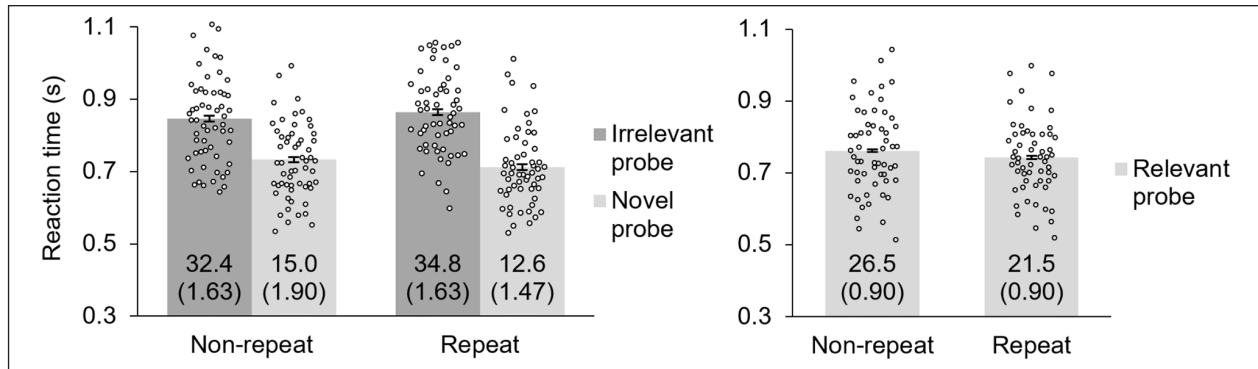 Reaction time (s)
1.1
0.9
0.7
0.5
0.3
32.4
(1.63)
15.0
(1.90)
34.8
(1.63)
12.6
(1.47)
Non-repeat
Repeat
Irrelevant
probe
Novel
probe
1.1
0.9
0.7
0.5
0.3
26.5
(0.90)
21.5
(0.90)
Non-repeat
Repeat
Relevant
probe